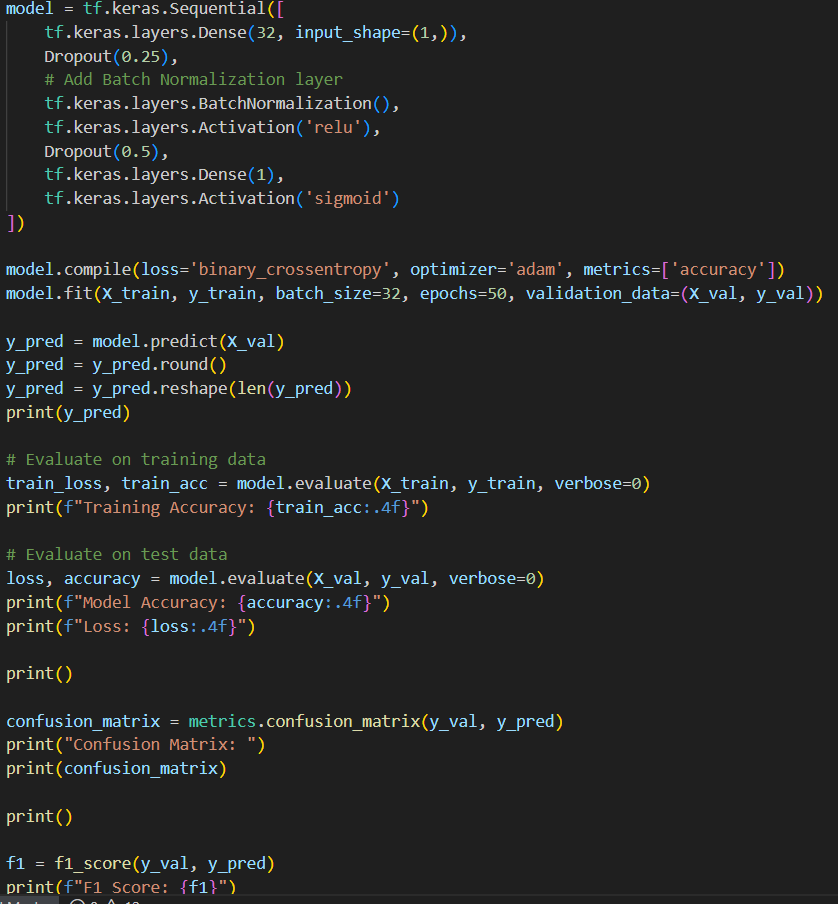 model = tf.keras.Sequential([
    tf.keras.layers.Dense(32, input_shape=(1,)),
    Dropout(0.25),
    # Add Batch Normalization layer
    tf.keras.layers.BatchNormalization(),
    tf.keras.layers.Activation('relu'),
    Dropout(0.5),
    tf.keras.layers.Dense(1),
    tf.keras.layers.Activation('sigmoid')
])
model.compile(loss='binary_crossentropy', optimizer='adam', metrics=['accuracy'])
model.fit(X_train, y_train, batch_size=32, epochs=50, validation_data=(X_val, y_val))
y_pred = model.predict(X_val)
y_pred = y_pred.round()
y_pred = y_pred.reshape(len(y_pred))
print(y_pred)
# Evaluate on training data
train_loss, train_acc = model.evaluate(X_train, y_train, verbose=0)
print(f"Training Accuracy: {train_acc:.4f}")
# Evaluate on test data
loss, accuracy = model.evaluate(X_val, y_val, verbose=0)
print(f"Model Accuracy: {accuracy:.4f}")
print(f"Loss: {loss:.4f}")
print()
confusion_matrix = metrics.confusion_matrix(y_val, y_pred)
print("Confusion Matrix: ")
print(confusion_matrix)
print()
f1 = f1_score(y_val, y_pred)
print(f"F1 Score: {f1}")